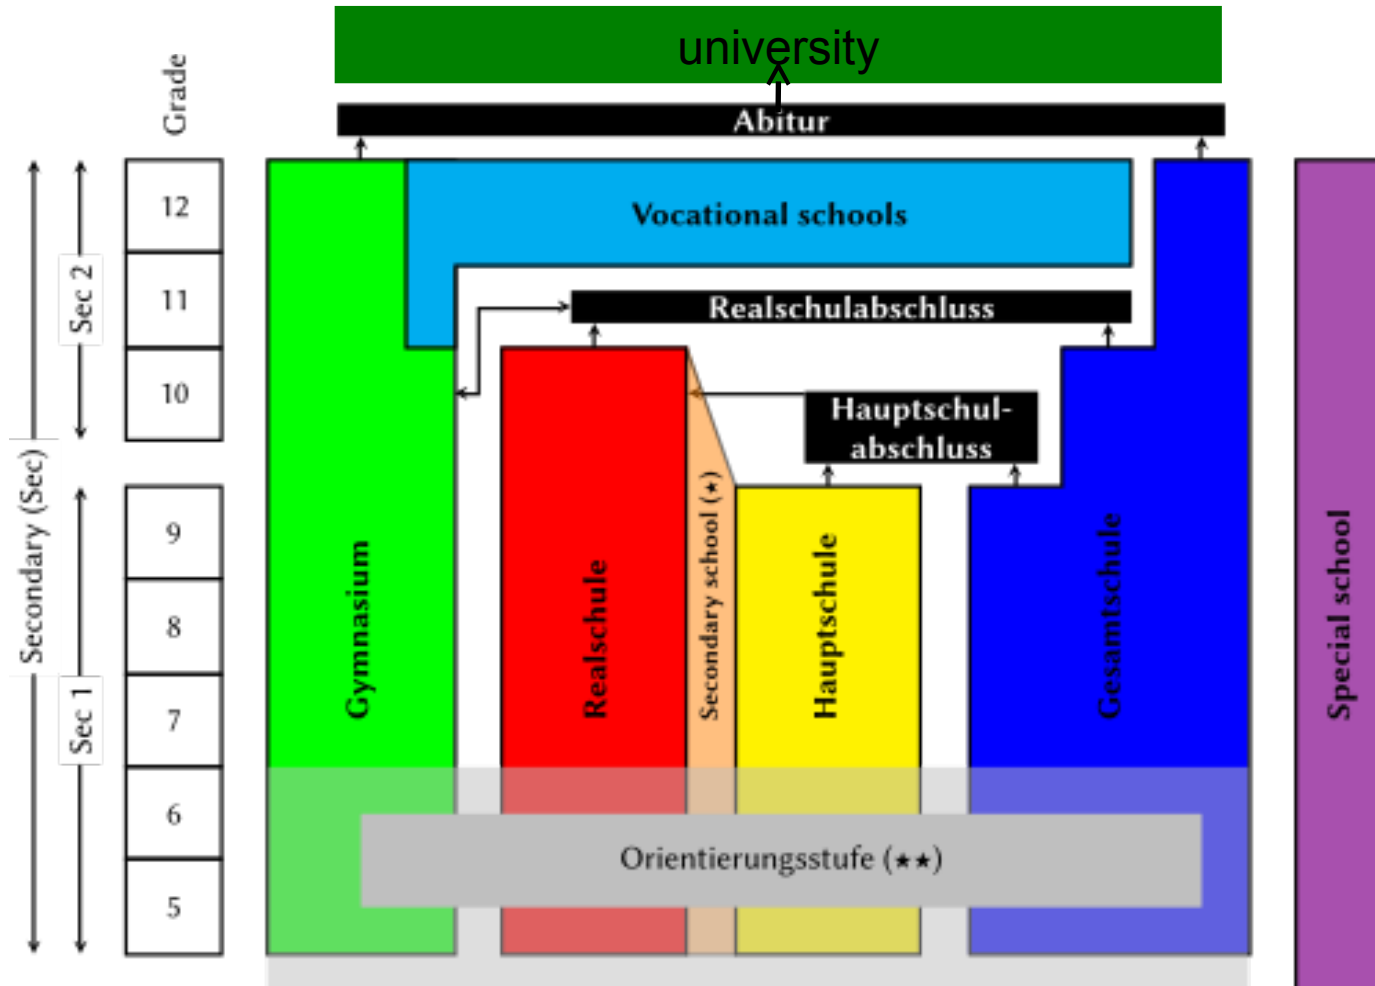 university
Abitur
Grade
12
11
10
9
8
7
6
5
Secondary (Sec)
Sec 2
Sec 1
Vocational schools
Realschulabschluss
Hauptschul-
abschluss
Gymnasium
Realschule
Secondary school (★)
Hauptschule
Gesamtschule
Special school
Orientierungsstufe (★★)